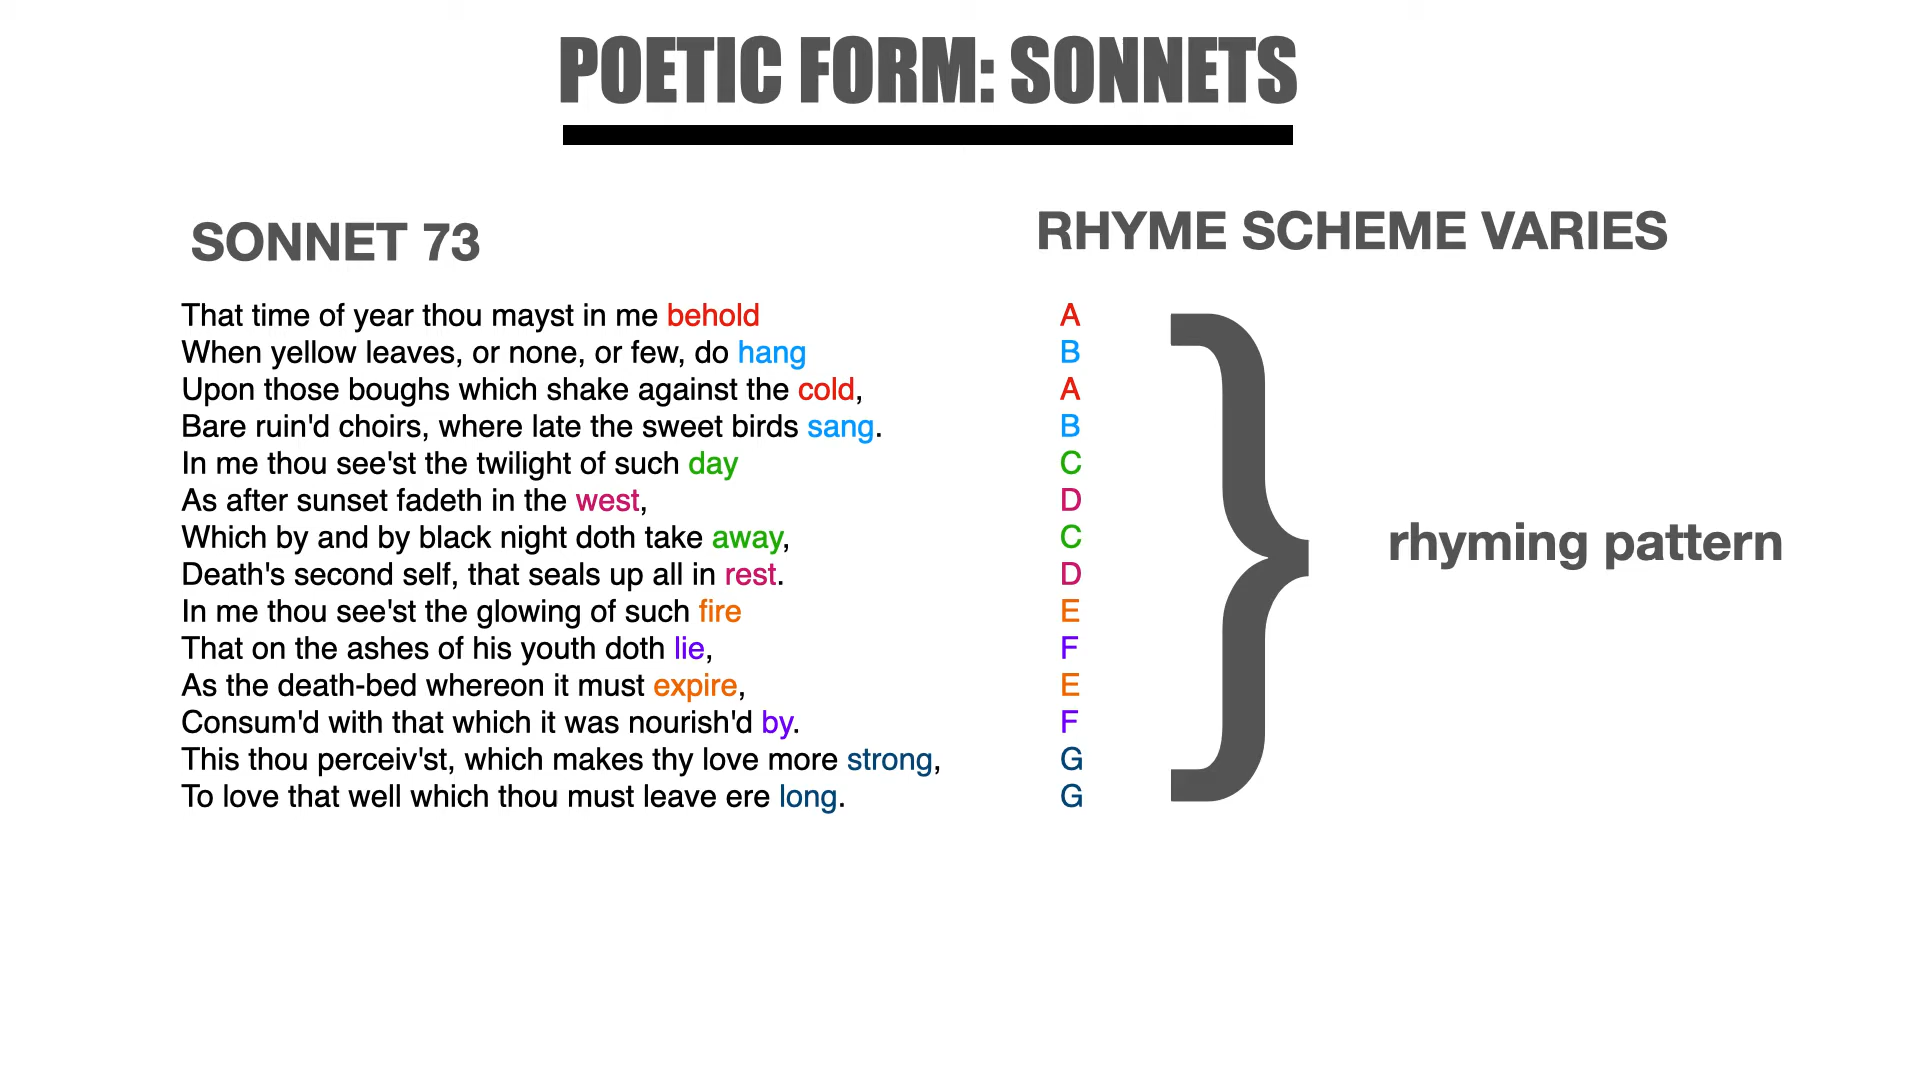 POETIC FORM: SONNETS
SONNET 73
RHYME SCHEME VARIES
That time of year thou mayst in me behold A
When yellow leaves, or none, or few, do hang B
Upon those boughs which shake against the cold, A
Bare ruin'd choirs, where late the sweet birds sang. B
In me thou see'st the twilight of such day C
As after sunset fadeth in the west, D
Which by and by black night doth take away, C
Death's second self, that seals up all in rest. D
In me thou see'st the glowing of such fire E
That on the ashes of his youth doth lie, F
As the death-bed whereon it must expire, E
Consum'd with that which it was nourish'd by. F
This thou perceiv'st, which makes thy love more strong, G
To love that well which thou must leave ere long. G
}
rhyming pattern